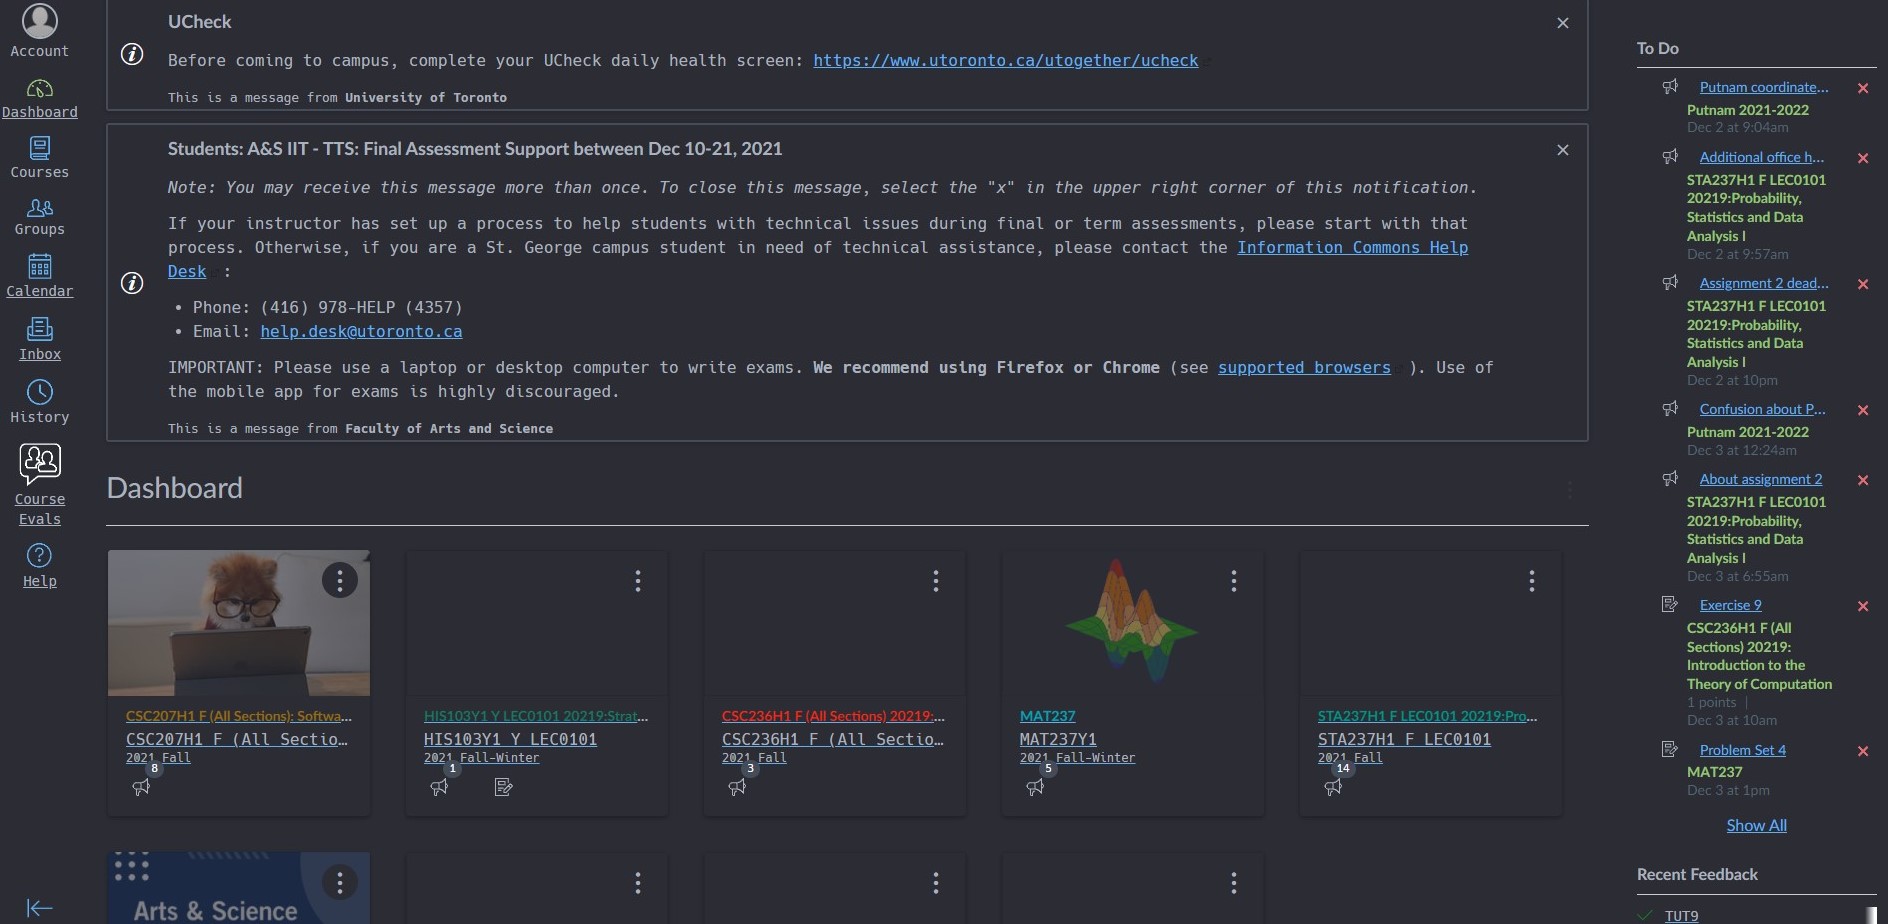 Account
Dashboard
Courses
Groups
Calendar
Inbox
History
Course
Evals
Help
UCheck
Before coming to campus, complete your UCheck daily health screen: https://www.utoronto.ca/utogether/ucheck
This is a message from University of Toronto
Students: A&S IIT - TTS: Final Assessment Support between Dec 10-21, 2021
Note: You may receive this message more than once. To close this message, select the "x" in the upper right corner of this notification.
If your instructor has set up a process to help students with technical issues during final or term assessments, please start with that
process. Otherwise, if you are a St. George campus student in need of technical assistance, please contact the Information Commons Help
Desk :
• Phone: (416) 978-HELP (4357)
• Email: help.desk@utoronto.ca
IMPORTANT: Please use a laptop or desktop computer to write exams. We recommend using Firefox or Chrome (see supported browsers ). Use of
the mobile app for exams is highly discouraged.
This is a message from Faculty of Arts and Science
Dashboard
CSC207H1 F (All Sections): Softwa...
CSC207H1 F (All Sectio...
2021 Fall
8
HIS103Y1 Y LEC0101 20219:Strat...
HIS103Y1 Y LEC0101
2021 Fall-Winter
1
CSC236H1 F (All Sections) 20219:...
CSC236H1 F (All Sectio...
2021 Fall
3
MAT237
MAT237Y1
2021 Fall-Winter
5
STA237H1 F LEC0101 20219:Pro...
STA237H1 F LEC0101
2021 Fall
14
Arts & Science
To Do
Putnam coordinate...
Putnam 2021-2022
Dec 2 at 9:04am
Additional office h...
STA237H1 F LEC0101
20219:Probability,
Statistics and Data
Analysis I
Dec 2 at 9:57am
Assignment 2 dead...
STA237H1 F LEC0101
20219:Probability,
Statistics and Data
Analysis I
Dec 2 at 10pm
Confusion about P...
Putnam 2021-2022
Dec 3 at 12:24am
About assignment 2
STA237H1 F LEC0101
20219:Probability,
Statistics and Data
Analysis I
Dec 3 at 6:55am
Exercise 9
CSC236H1 F (All
Sections) 20219:
Introduction to the
Theory of Computation
1 points |
Dec 3 at 10am
Problem Set 4
MAT237
Dec 3 at 1pm
Show All
Recent Feedback
TUT9